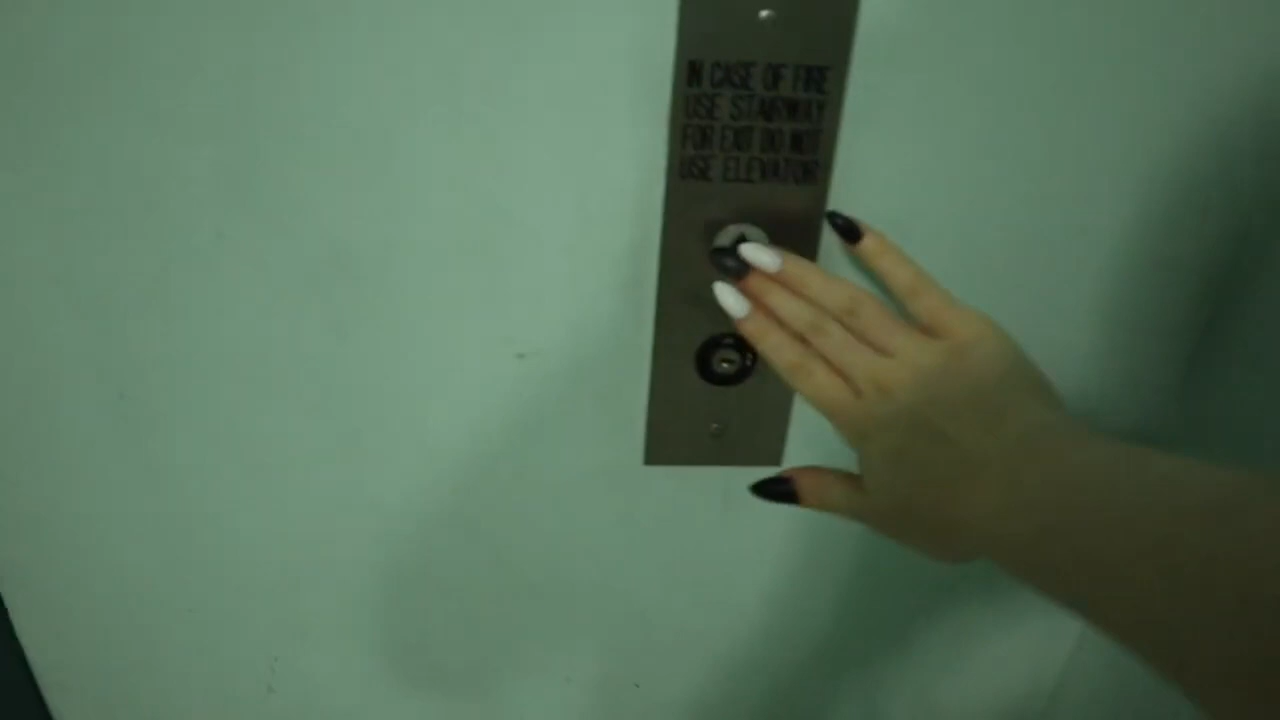 IN CASE OF FIRE
USE STAIRWAY
FOR EXIT DO NOT
USE ELEVATOR